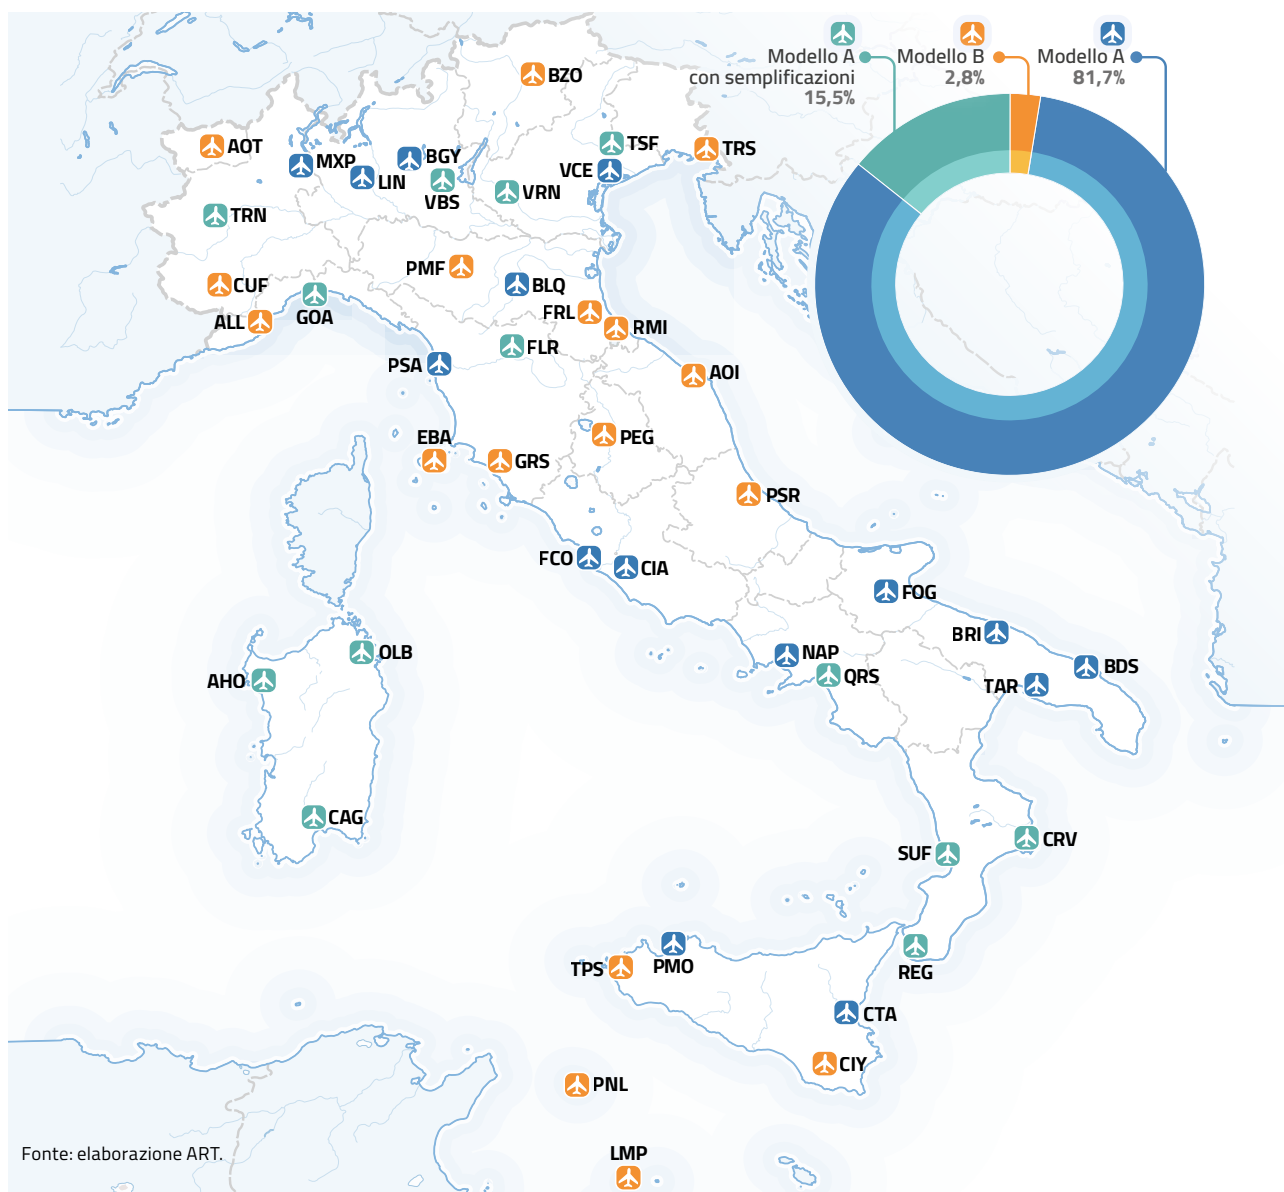 Modello A
con semplificazioni
15,5%
Modello B
2,8%
Modello A
81,7%
BZO
AOT
MXP
LIN
BGY
VBS
TSF
VCE
TRS
VRN
TRN
PMF
CUF
BLQ
GOA
ALL
FRL
RMI
FLR
PSA
AOI
EBA
GRS
PEG
PSR
FCO
CIA
FOG
BRI
OLB
NAP
BDS
AHO
QRS
TAR
CAG
CRV
SUF
PMO
TPS
REG
CTA
CIY
PNL
LMP
Fonte: elaborazione ART.